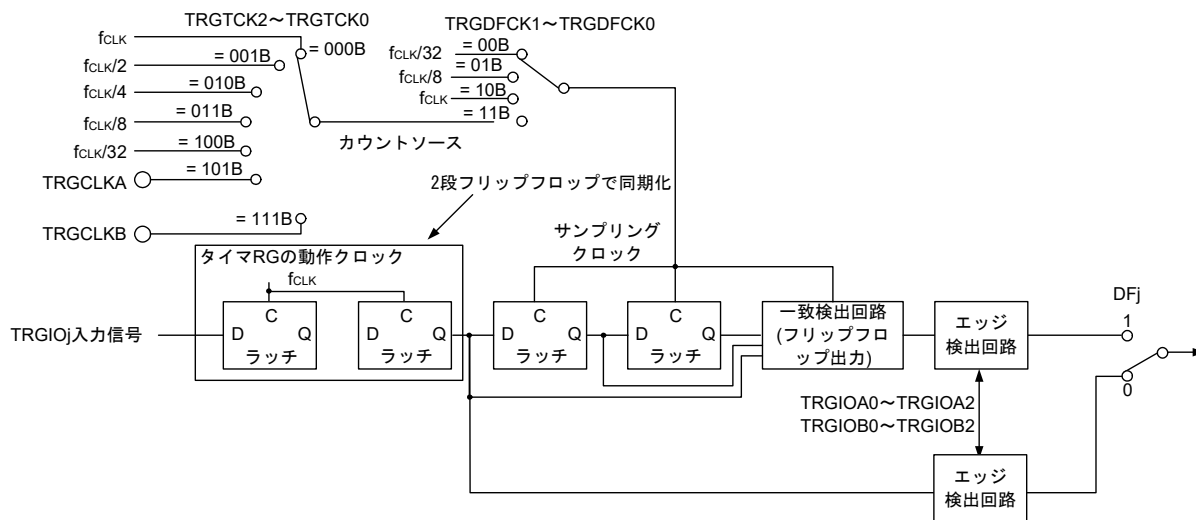 TRGTCK2～TRGTCK0
TRGDFCK1～TRGDFCK0
fCLK
= 000B
fCLK/2
= 001B
fCLK/4
= 010B
fCLK/8
= 011B
fCLK/32
= 100B
TRGCLKA
= 101B
TRGCLKB
= 111B
fCLK/32
= 00B
fCLK/8
= 01B
fCLK
= 10B
= 11B
カウントソース
2段フリップフロップで同期化
サンプリング
クロック
タイマRGの動作クロック
fCLK
TRGIOj入力信号
D
C
Q
ラッチ
D
C
Q
ラッチ
D
C
Q
ラッチ
D
C
Q
ラッチ
一致検出回路
(フリップフロ
ップ出力)
エッジ
検出回路
DFj
1
0
TRGIOA0～TRGIOA2
TRGIOB0～TRGIOB2
エッジ
検出回路